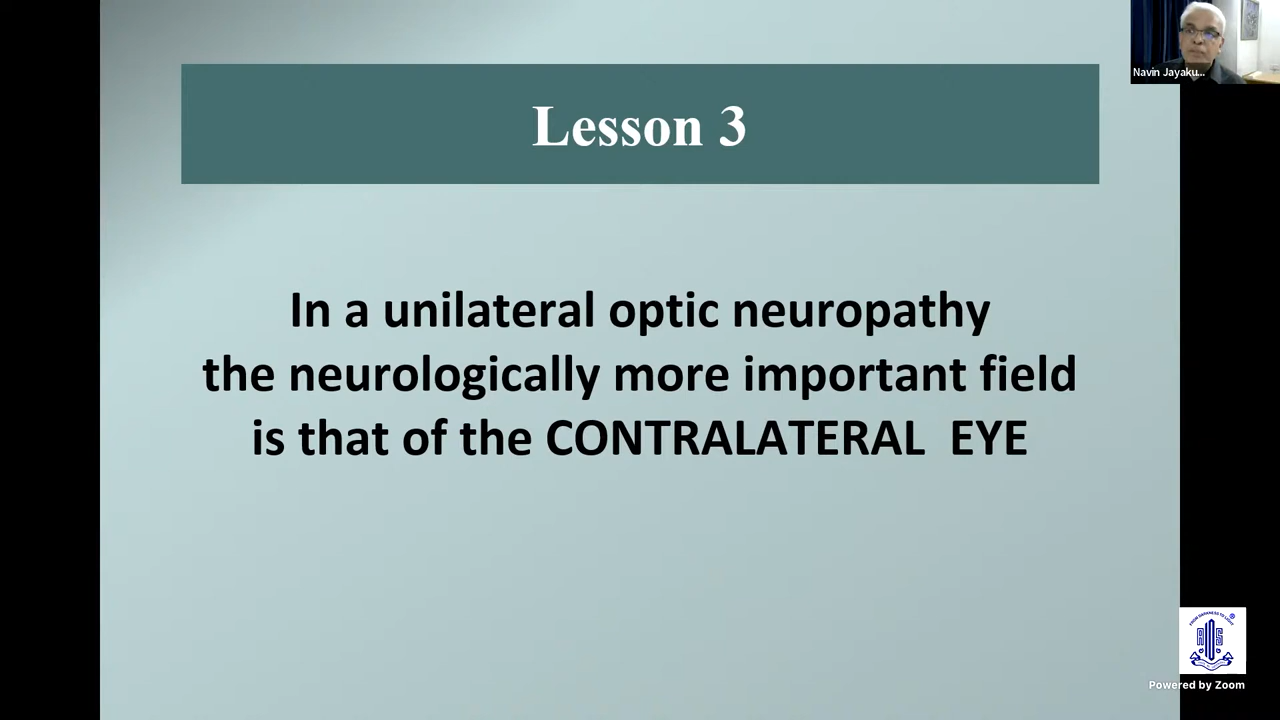 Navin Jayaku...
Lesson 3
In a unilateral optic neuropathy
the neurologically more important field
is that of the CONTRALATERAL EYE
Powered by Zoom